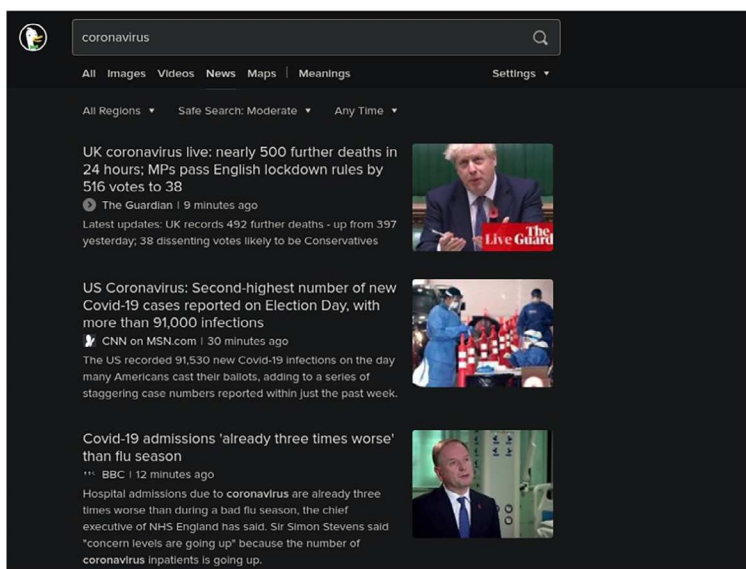 coronavirus
All Images Videos News Maps | Meanings Settings ▾
All Regions ▾ Safe Search: Moderate ▾ Any Time ▾
UK coronavirus live: nearly 500 further deaths in
24 hours; MPs pass English lockdown rules by
516 votes to 38
The Guardian | 9 minutes ago
Latest updates: UK records 492 further deaths - up from 397
yesterday; 38 dissenting votes likely to be Conservatives
Live
The
Guard
US Coronavirus: Second-highest number of new
Covid-19 cases reported on Election Day, with
more than 91,000 infections
CNN on MSN.com | 30 minutes ago
The US recorded 91,530 new Covid-19 infections on the day
many Americans cast their ballots, adding to a series of
staggering case numbers reported within just the past week.
Covid-19 admissions 'already three times worse'
than flu season
BBC | 12 minutes ago
Hospital admissions due to coronavirus are already three
times worse than during a bad flu season, the chief
executive of NHS England has said. Sir Simon Stevens said
"concern levels are going up" because the number of
coronavirus inpatients is going up.